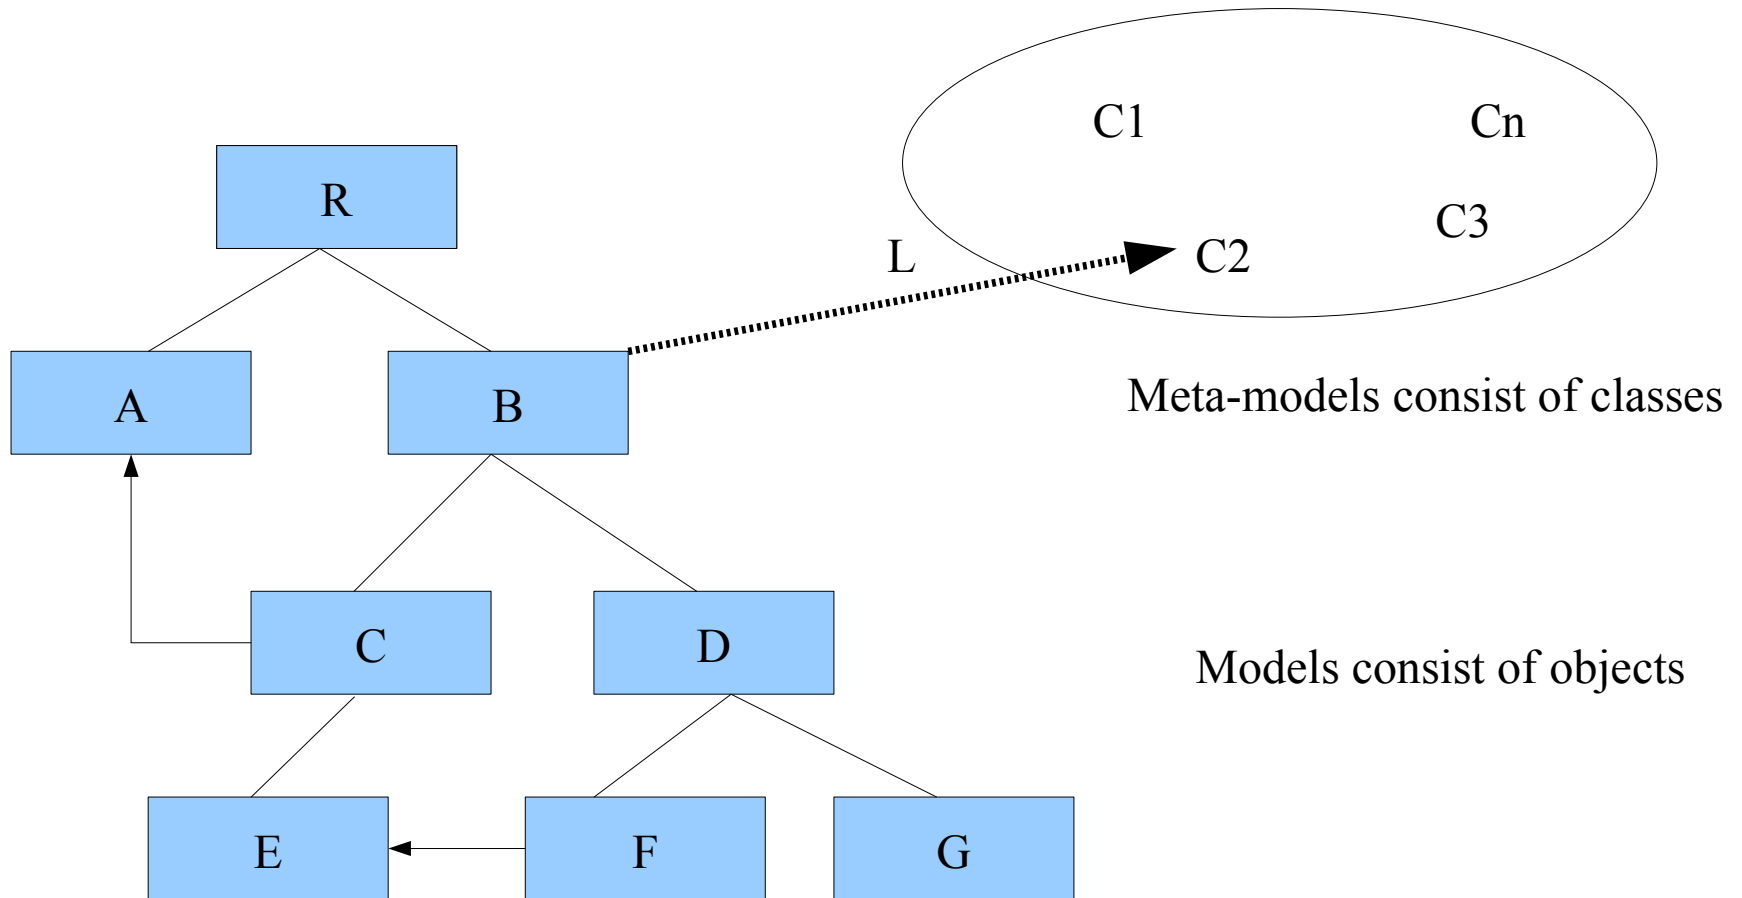 C1
Cn
R
C3
L
C2
A
B
Meta-models consist of classes
C
D
Models consist of objects
E
F
G